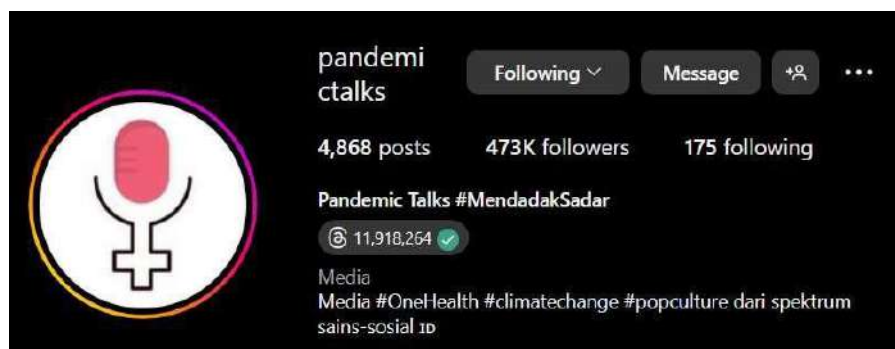 pandemi
ctalks
Following
Message
4,868 posts 473K followers 175 following
Pandemic Talks #MendadakSadar
11,918,264
Media
Media #OneHealth #climatechange #popculture dari spektrum
sains-sosial ID